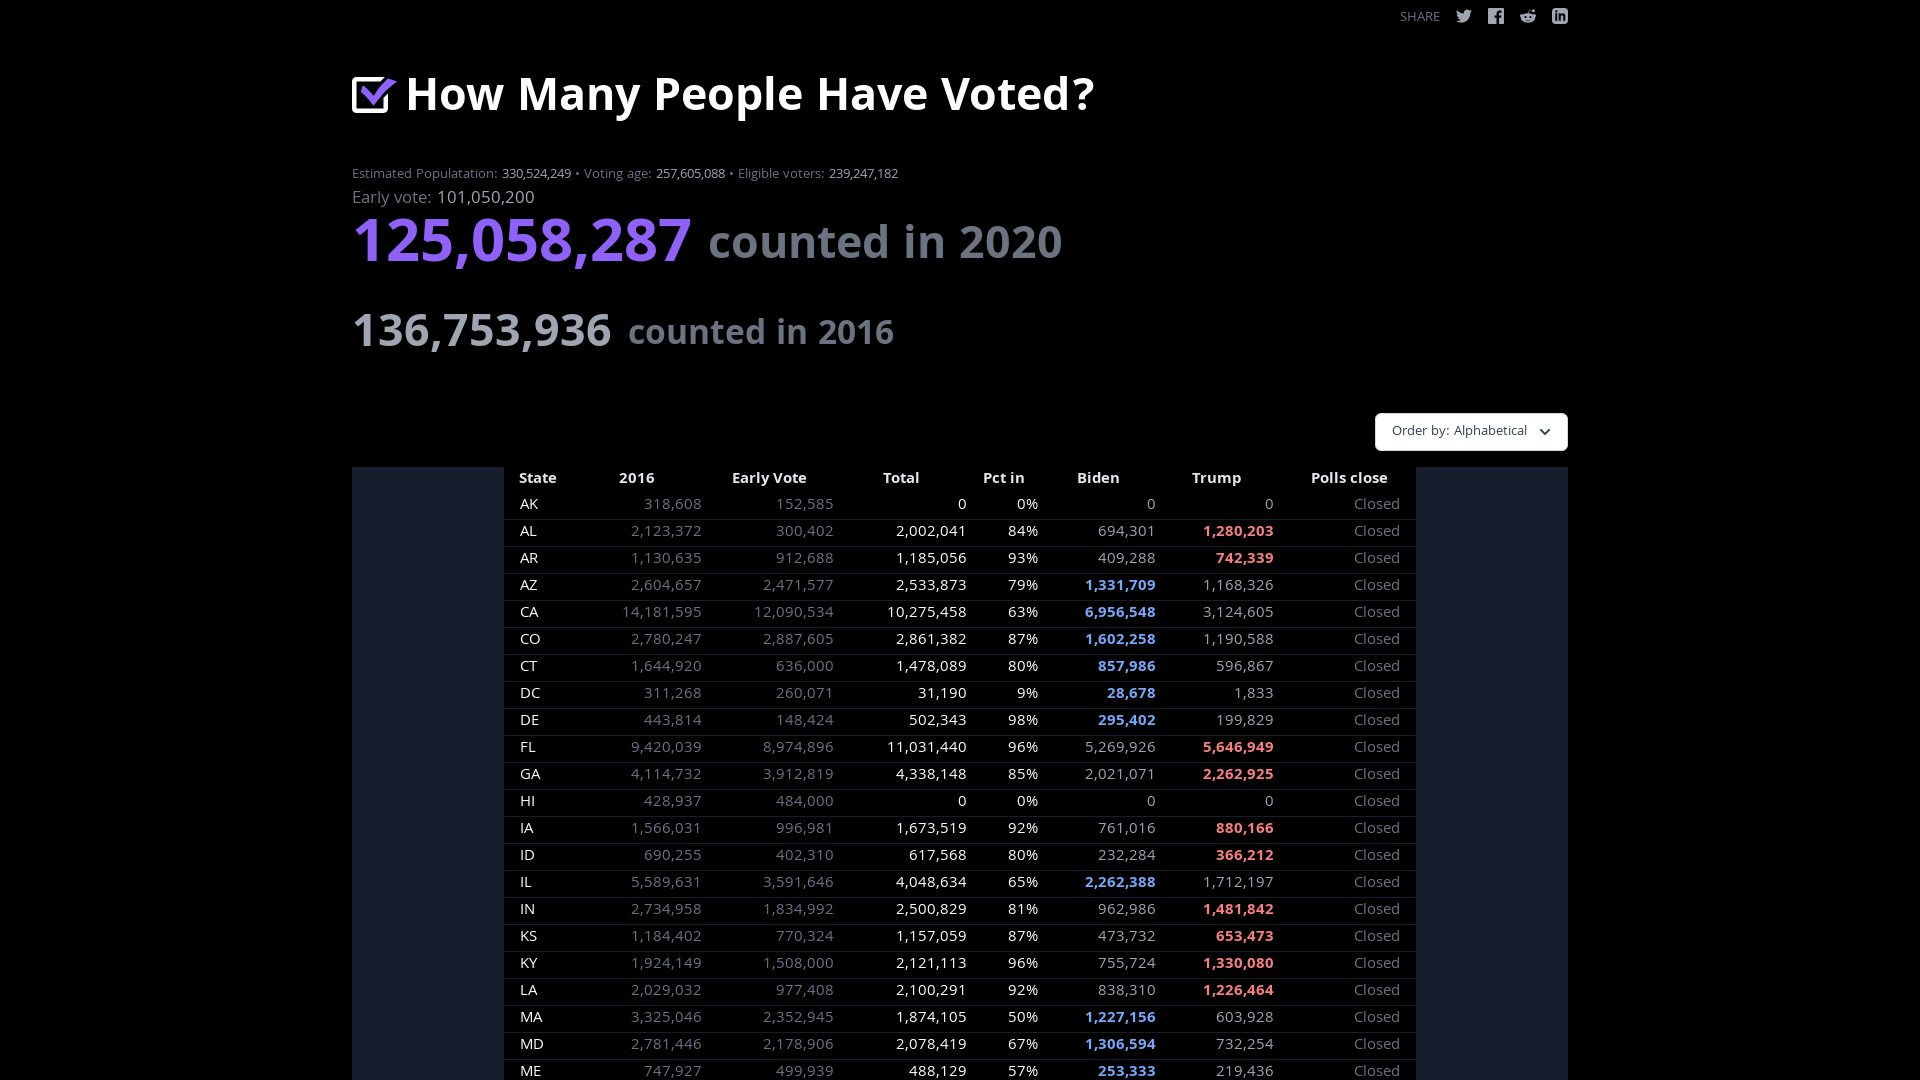 SHARE
How Many People Have Voted?
Estimated Populatation: 330,524,249 • Voting age: 257,605,088 • Eligible voters: 239,247,182
Early vote: 101,050,200
125,058,287 counted in 2020
136,753,936 counted in 2016
Order by: Alphabetical
State 2016 Early Vote Total Pct in Biden Trump Polls close
AK 318,608 152,585 0 0% 0 0 Closed
AL 2,123,372 300,402 2,002,041 84% 694,301 1,280,203 Closed
AR 1,130,635 912,688 1,185,056 93% 409,288 742,339 Closed
AZ 2,604,657 2,471,577 2,533,873 79% 1,331,709 1,168,326 Closed
CA 14,181,595 12,090,534 10,275,458 63% 6,956,548 3,124,605 Closed
CO 2,780,247 2,887,605 2,861,382 87% 1,602,258 1,190,588 Closed
CT 1,644,920 636,000 1,478,089 80% 857,986 596,867 Closed
DC 311,268 260,071 31,190 9% 28,678 1,833 Closed
DE 443,814 148,424 502,343 98% 295,402 199,829 Closed
FL 9,420,039 8,974,896 11,031,440 96% 5,269,926 5,646,949 Closed
GA 4,114,732 3,912,819 4,338,148 85% 2,021,071 2,262,925 Closed
HI 428,937 484,000 0 0% 0 0 Closed
IA 1,566,031 996,981 1,673,519 92% 761,016 880,166 Closed
ID 690,255 402,310 617,568 80% 232,284 366,212 Closed
IL 5,589,631 3,591,646 4,048,634 65% 2,262,388 1,712,197 Closed
IN 2,734,958 1,834,992 2,500,829 81% 962,986 1,481,842 Closed
KS 1,184,402 770,324 1,157,059 87% 473,732 653,473 Closed
KY 1,924,149 1,508,000 2,121,113 96% 755,724 1,330,080 Closed
LA 2,029,032 977,408 2,100,291 92% 838,310 1,226,464 Closed
MA 3,325,046 2,352,945 1,874,105 50% 1,227,156 603,928 Closed
MD 2,781,446 2,178,906 2,078,419 67% 1,306,594 732,254 Closed
ME 747,927 499,939 488,129 57% 253,333 219,436 Closed